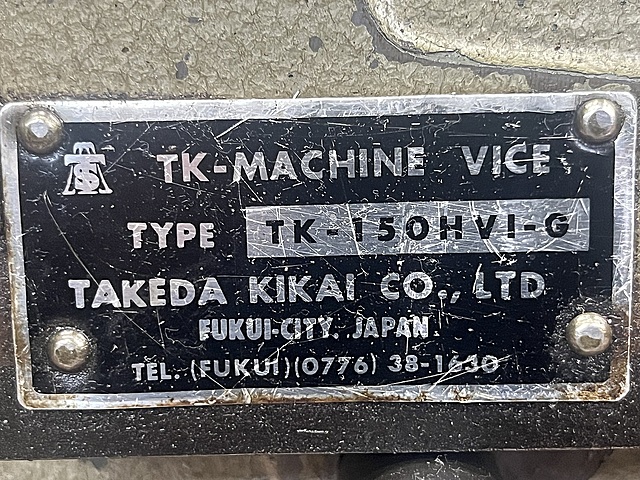 TK-MACHINE VICE
TYPE TK-150HVI-G
TAKEDA KIKAI CO., LTD
FUKUI-CITY. JAPAN.
TEL. (FUKUI)(0776) 38-1630